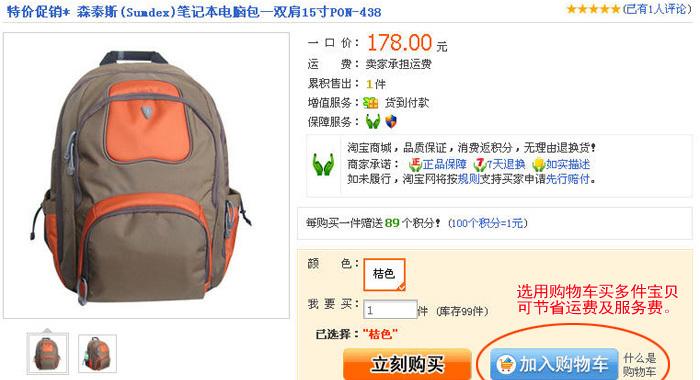 特价促销* 森泰斯(Sumdex)笔记本电脑包—双肩15寸PON-438
(已有1人评论)
一 口 价：178.00 元
运 费：卖家承担运费
累积售出：1件
增值服务：货到付款
保障服务：
淘宝商城，品质保证，消费返积分，无理由退换货！
商家承诺：正 正品保障 7 7天退换 如实描述
如未履行，淘宝网将按规则支持买家申请先行赔付。
每购买一件赠送89个积分！(100个积分=1元)
颜 色：桔色
选用购物车买多件宝贝
可节省运费及服务费。
我 要 买：1 件 (库存99件)
已选择："桔色"
立刻购买
加入购物车
什么是
购物车